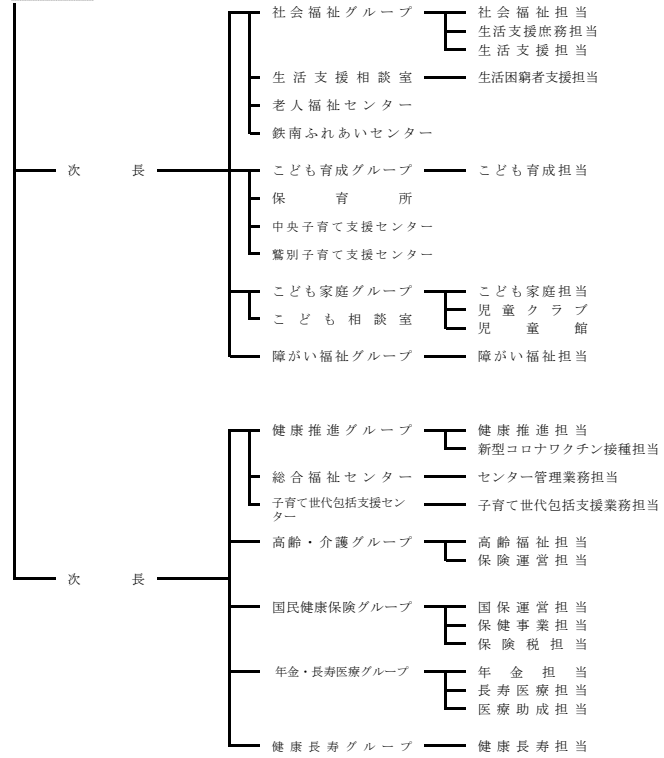 社会福祉グループ 社会福祉担当
生活支援庶務担当
生活支援担当
生活支援相談室 生活困窮者支援担当
老人福祉センター
鉄南ふれあいセンター
次長 こども育成グループ こども育成担当
保育所
中央子育て支援センター
鷲別子育て支援センター
こども家庭グループ こども家庭担当
児童クラブ
こども相談室
児童館
障がい福祉グループ 障がい福祉担当
健康推進グループ 健康推進担当
新型コロナワクチン接種担当
総合福祉センター センター管理業務担当
子育て世代包括支援セン
ター
子育て世代包括支援業務担当
高齢・介護グループ 高齢福祉担当
保険運営担当
次長
国民健康保険グループ 国保運営担当
保健事業担当
保険税担当
年金・長寿医療グループ 年金担当
長寿医療担当
医療助成担当
健康長寿グループ 健康長寿担当